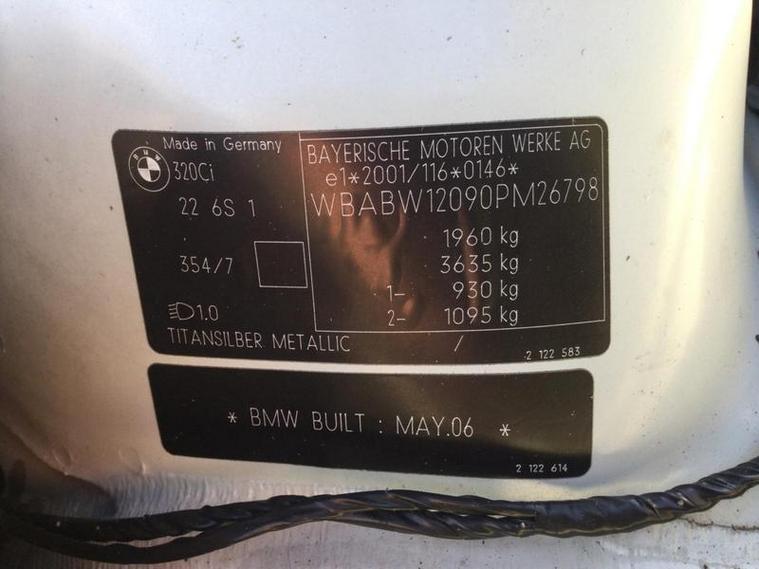 BMW
Made in Germany
320Ci
22 6S 1
354/7
1.0
TITANSILBER METALLIC /
BAYERISCHE MOTOREN WERKE AG
e1*2001/116*0146*
WBABW12090PM26798
1960 kg
3635 kg
1- 930 kg
2- 1095 kg
2 122 583
* BMW BUILT : MAY.06 *
2 122 614